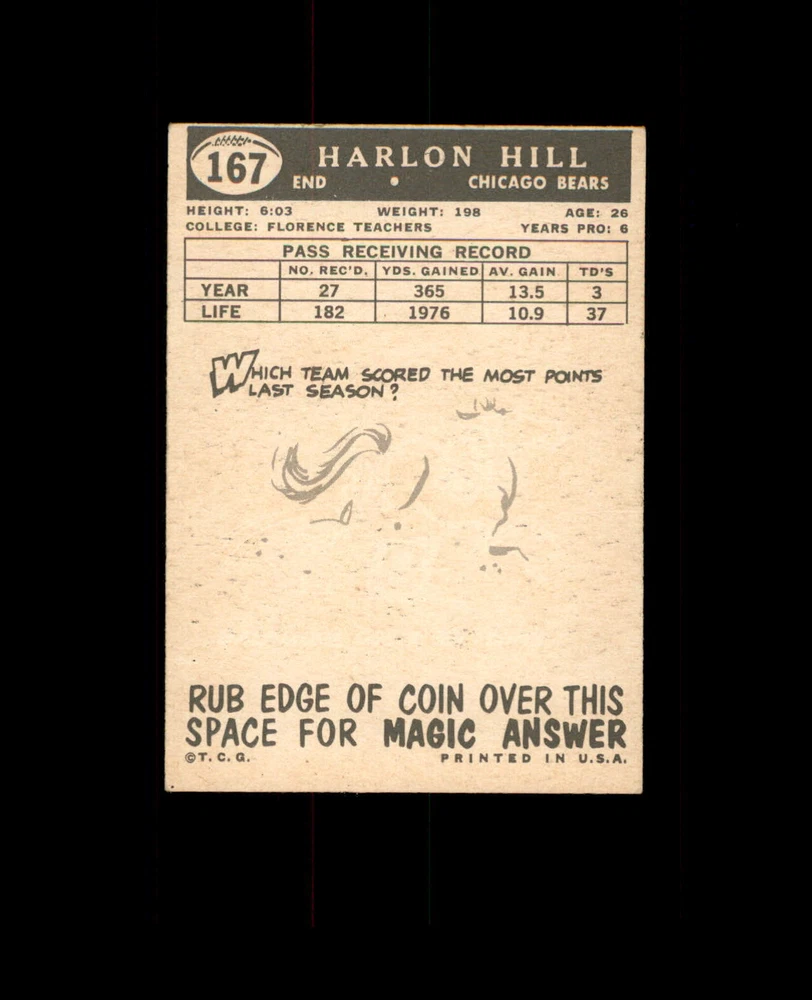 167
HARLON HILL
END • CHICAGO BEARS
HEIGHT: 6:03 WEIGHT: 198 AGE: 26
COLLEGE: FLORENCE TEACHERS YEARS PRO: 6
PASS RECEIVING RECORD
NO. REC'D. YDS. GAINED AV. GAIN TD'S
YEAR 27 365 13.5 3
LIFE 182 1976 10.9 37
WHICH TEAM SCORED THE MOST POINTS
LAST SEASON?
RUB EDGE OF COIN OVER THIS
SPACE FOR MAGIC ANSWER
©T.C.G. PRINTED IN U.S.A.